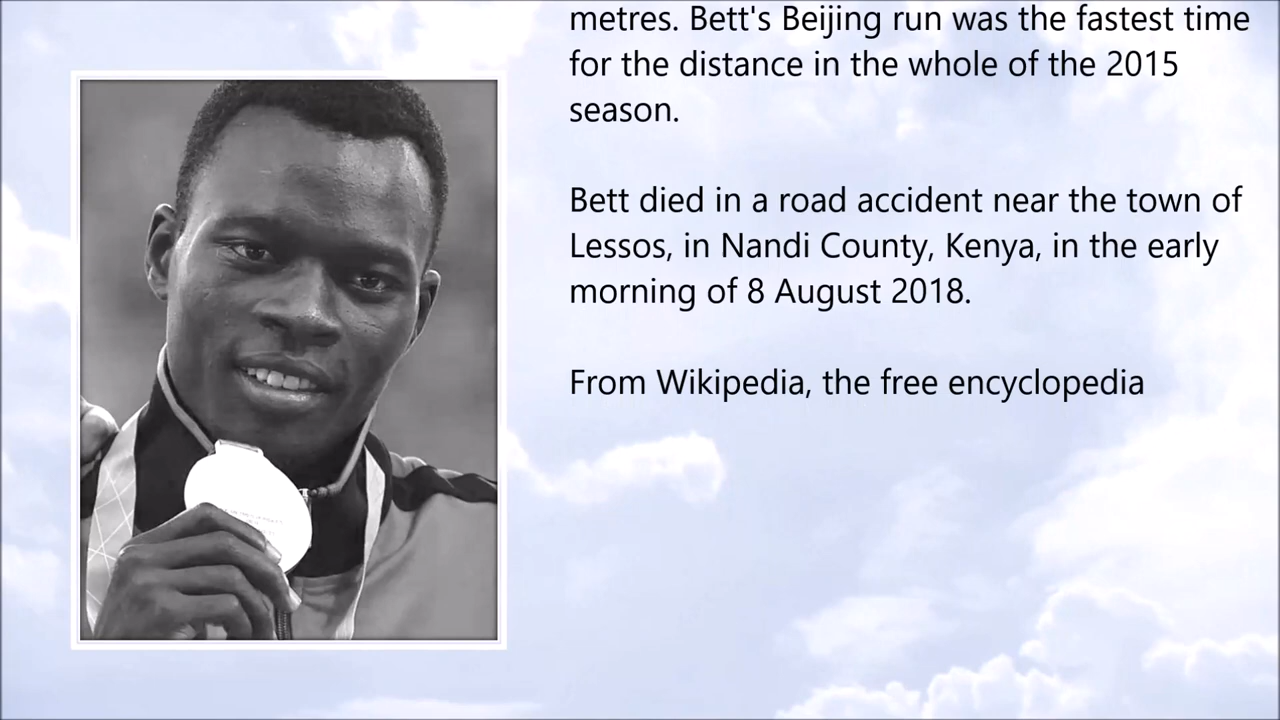 metres. Bett's Beijing run was the fastest time
for the distance in the whole of the 2015
season.
Bett died in a road accident near the town of
Lessos, in Nandi County, Kenya, in the early
morning of 8 August 2018.
From Wikipedia, the free encyclopedia